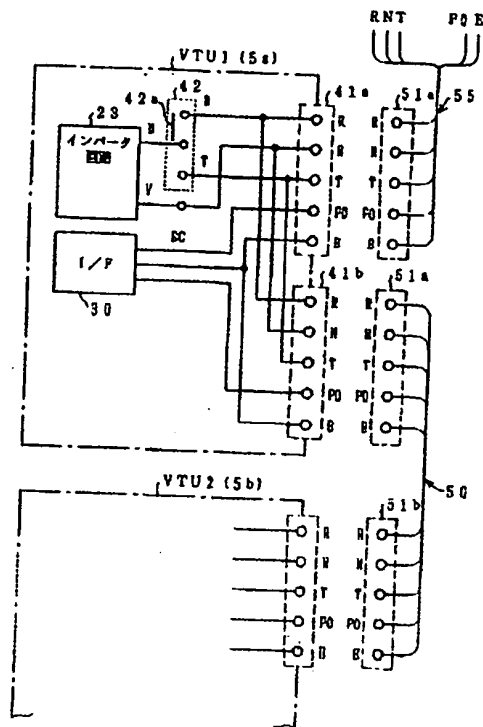 R N T P0 E
VTU1 (5a)
42
42a
R
41a
51a
55
23
インバータ
回路
U
T
V
R
N
T
P0
E
R
N
T
P0
E
SC
I/F
30
41b
51a
R
N
T
P0
E
R
N
T
P0
E
50
VTU2 (5b)
51b
R
N
T
P0
E
R
N
T
P0
E